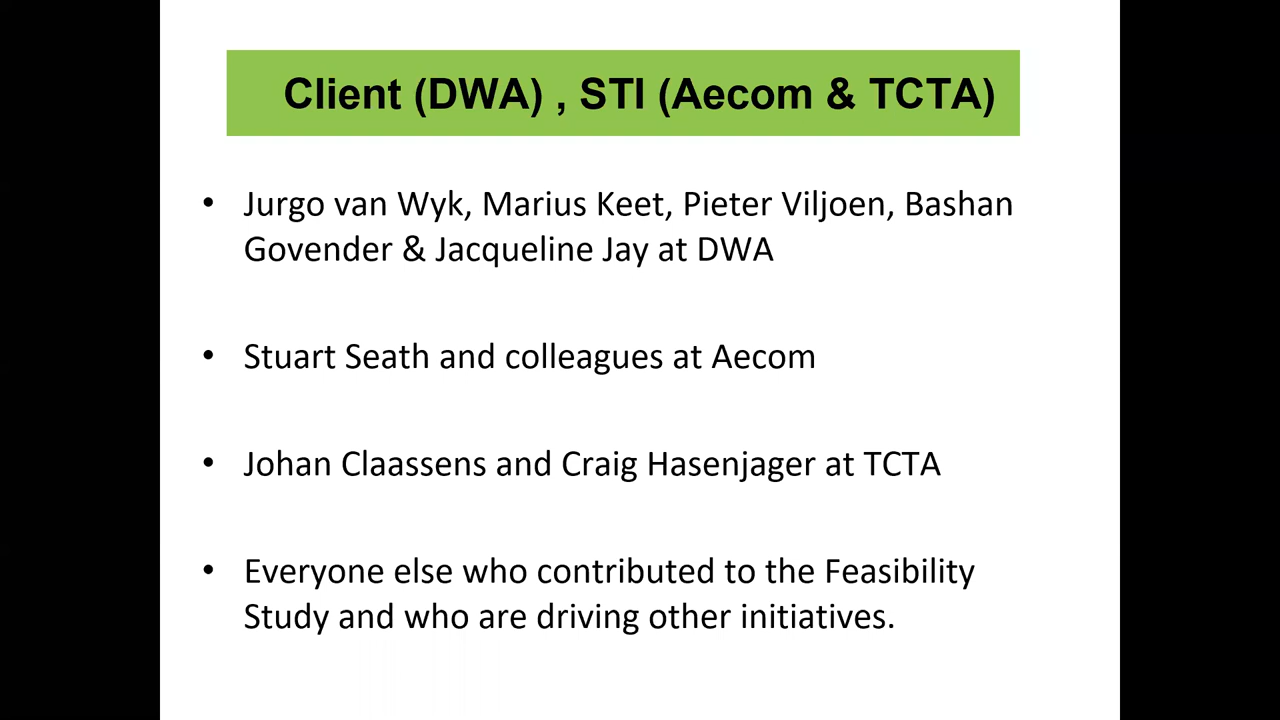 Client (DWA) , STI (Aecom & TCTA)
• Jurgo van Wyk, Marius Keet, Pieter Viljoen, Bashan
Govender & Jacqueline Jay at DWA
• Stuart Seath and colleagues at Aecom
• Johan Claassens and Craig Hasenjager at TCTA
• Everyone else who contributed to the Feasibility
Study and who are driving other initiatives.